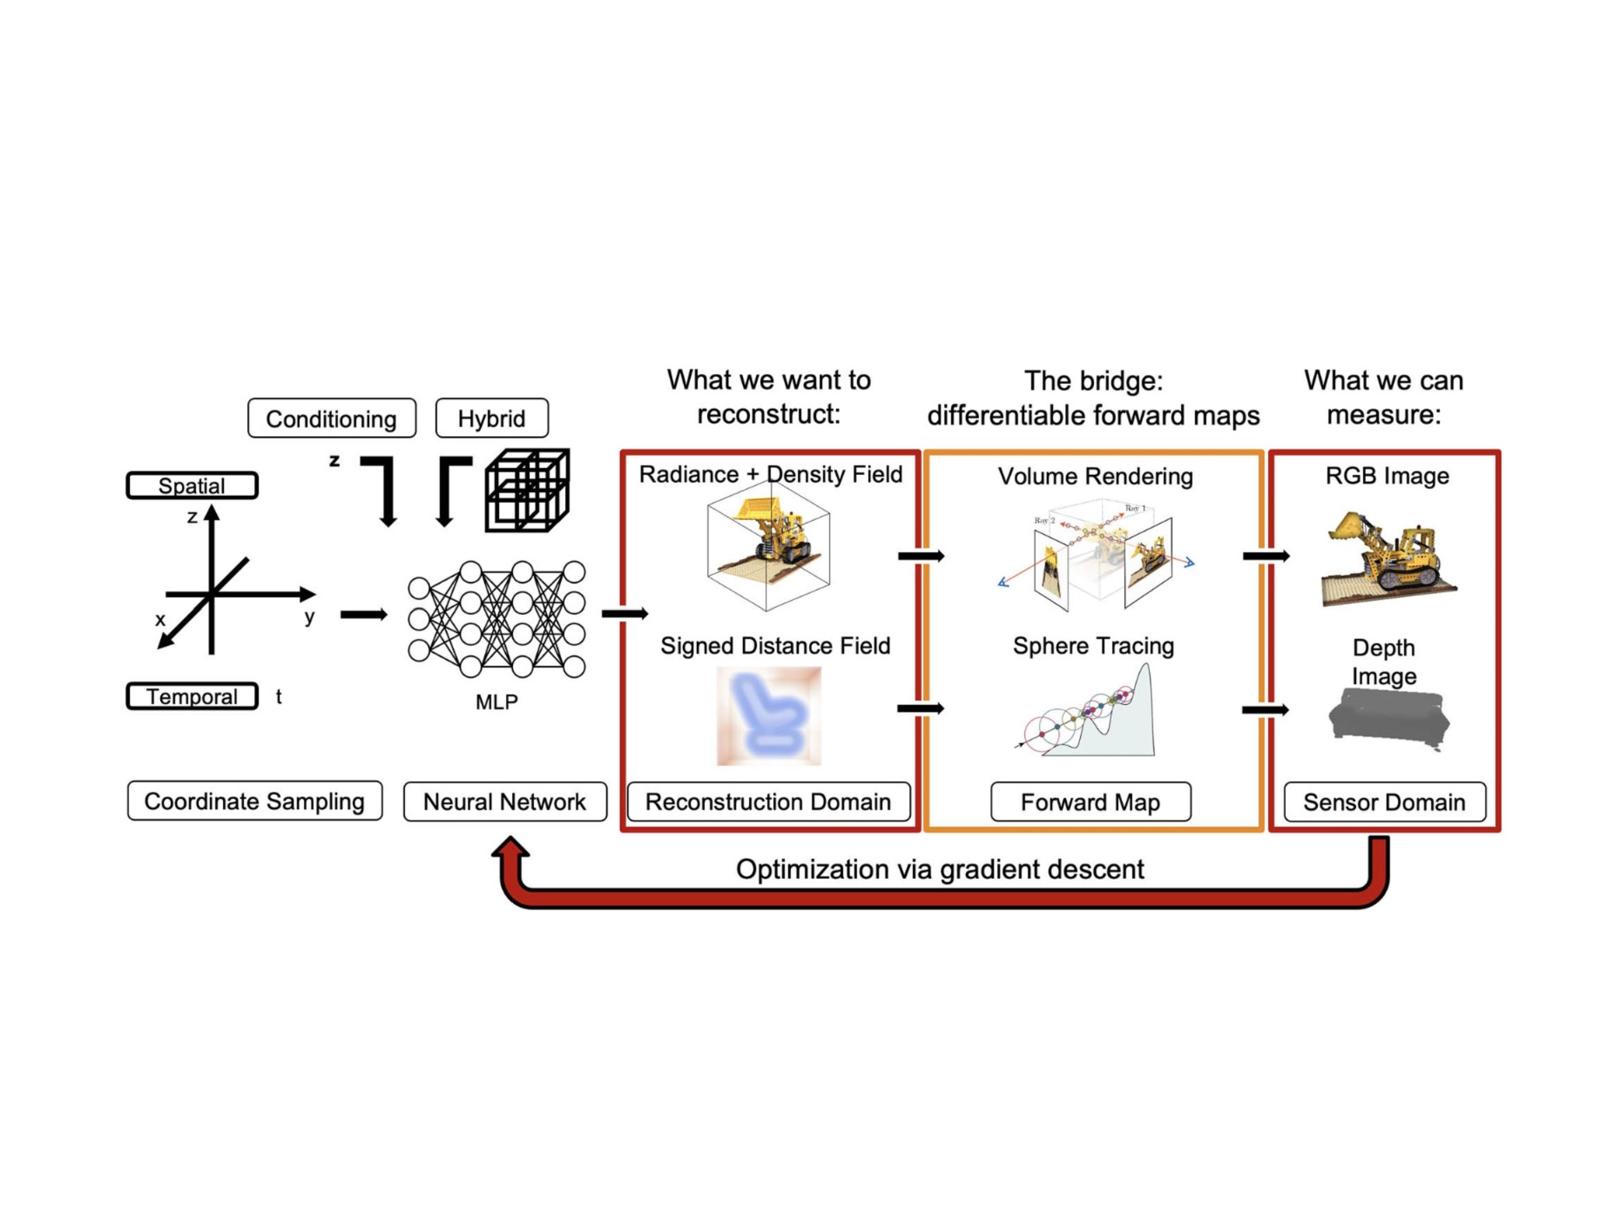 What we want to
reconstruct:
The bridge:
differentiable forward maps
What we can
measure:
Conditioning
Hybrid
z
Spatial
z
x
y
Temporal t
MLP
Radiance + Density Field
Signed Distance Field
Volume Rendering
Ray 2
Ray 1
Sphere Tracing
RGB Image
Depth
Image
Coordinate Sampling
Neural Network
Reconstruction Domain
Forward Map
Sensor Domain
Optimization via gradient descent